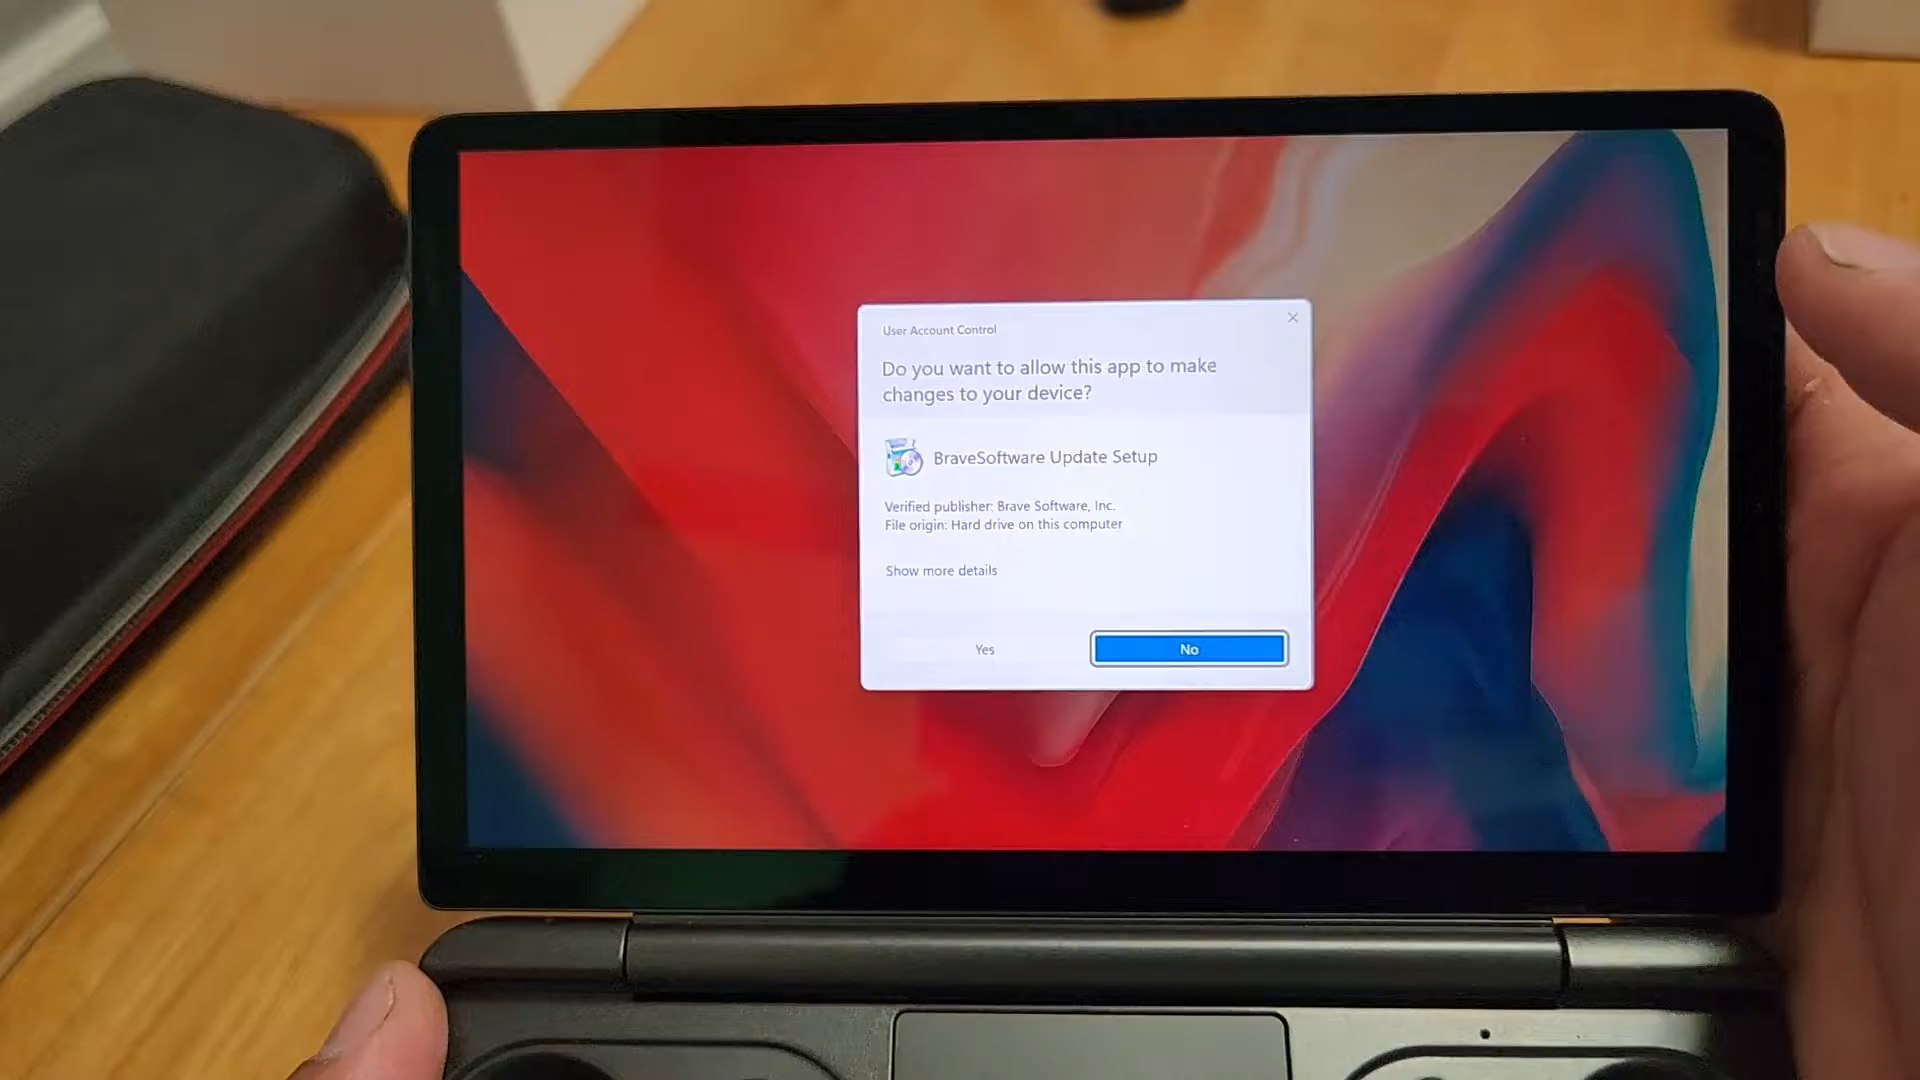 User Account Control
Do you want to allow this app to make
changes to your device?
BraveSoftware Update Setup
Verified publisher: Brave Software, Inc.
File origin: Hard drive on this computer
Show more details
Yes
No